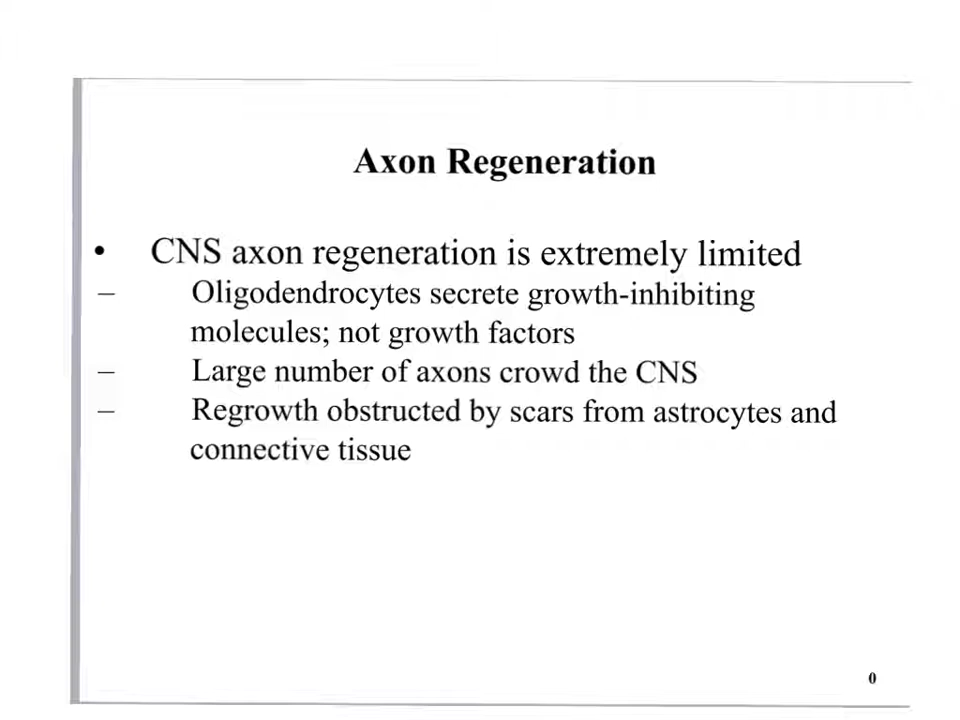 Axon Regeneration
• CNS axon regeneration is extremely limited
– Oligodendrocytes secrete growth-inhibiting
molecules; not growth factors
– Large number of axons crowd the CNS
– Regrowth obstructed by scars from astrocytes and
connective tissue
0